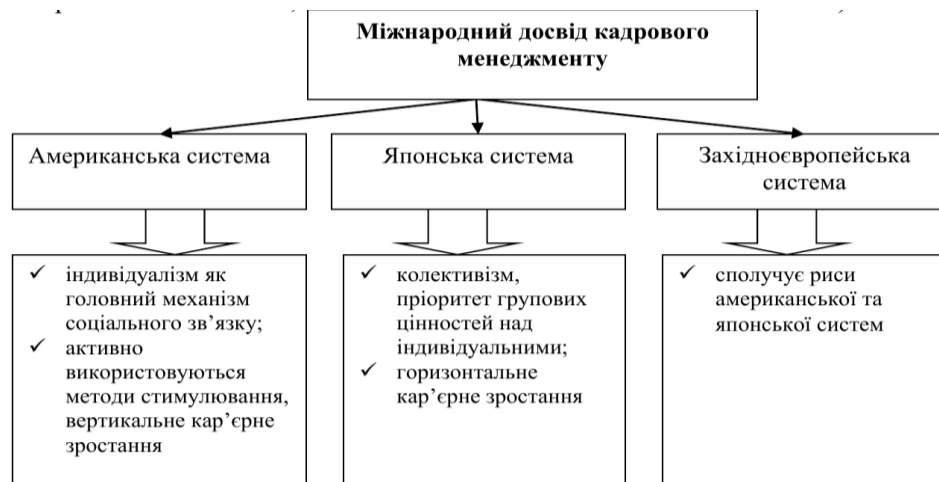 Міжнародний досвід кадрового
менеджменту
Американська система
Японська система
Західноєвропейська
система
✓ індивідуалізм як
головний механізм
соціального зв’язку;
✓ активно
використовуються
методи стимулювання,
вертикальне кар’єрне
зростання
✓ колективізм,
пріоритет групових
цінностей над
індивідуальними;
✓ горизонтальне
кар’єрне зростання
✓ сполучує риси
американської та
японської систем